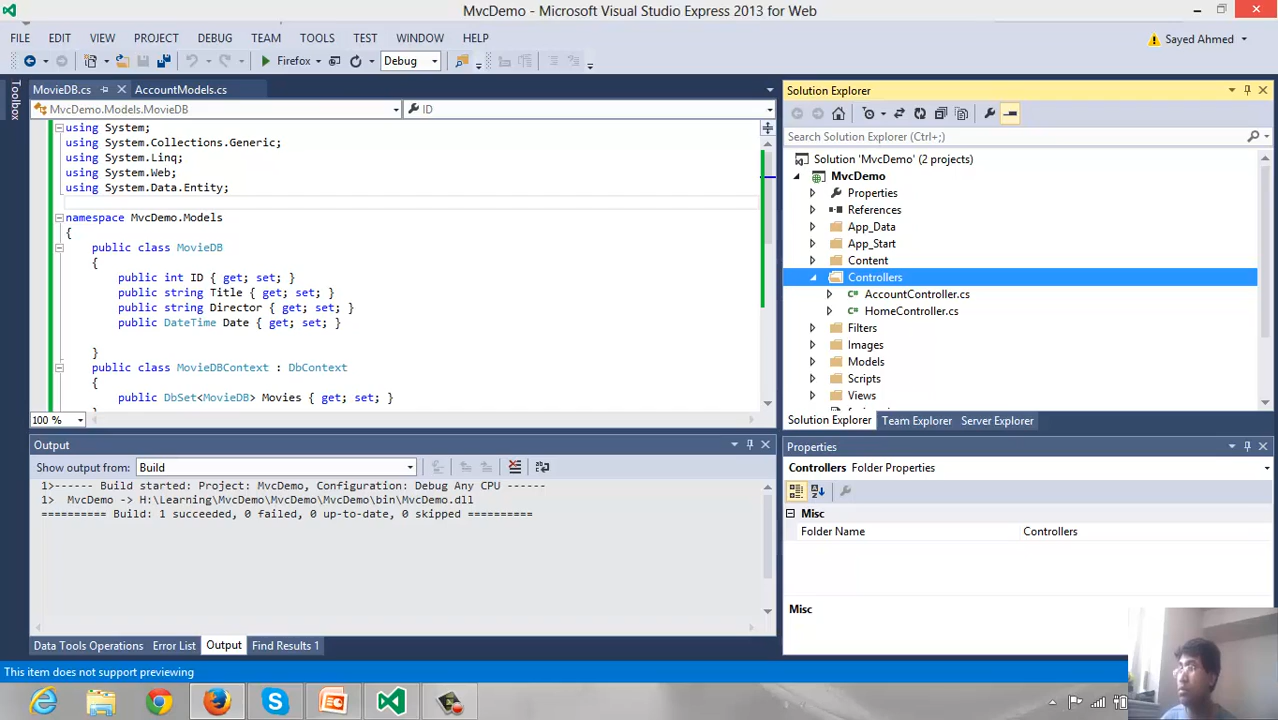 MvcDemo - Microsoft Visual Studio Express 2013 for Web
FILE EDIT VIEW PROJECT DEBUG TEAM TOOLS TEST WINDOW HELP
Sayed Ahmed
Firefox Debug
Toolbox
MovieDB.cs AccountModels.cs
MvcDemo.Models.MovieDB ID
using System;
using System.Collections.Generic;
using System.Linq;
using System.Web;
using System.Data.Entity;
namespace MvcDemo.Models
{
public class MovieDB
{
public int ID { get; set; }
public string Title { get; set; }
public string Director { get; set; }
public DateTime Date { get; set; }
}
public class MovieDBContext : DbContext
{
public DbSet<MovieDB> Movies { get; set; }
100 %
Output
Show output from: Build
1>------ Build started: Project: MvcDemo, Configuration: Debug Any CPU ------
1> MvcDemo -> H:\Learning\MvcDemo\MvcDemo\MvcDemo\bin\MvcDemo.dll
========== Build: 1 succeeded, 0 failed, 0 up-to-date, 0 skipped ==========
Data Tools Operations Error List Output Find Results 1
This item does not support previewing
Solution Explorer
Search Solution Explorer (Ctrl+;)
Solution 'MvcDemo' (2 projects)
MvcDemo
Properties
References
App_Data
App_Start
Content
Controllers
AccountController.cs
HomeController.cs
Filters
Images
Models
Scripts
Views
Solution Explorer Team Explorer Server Explorer
Properties
Controllers Folder Properties
Misc
Folder Name Controllers
Misc